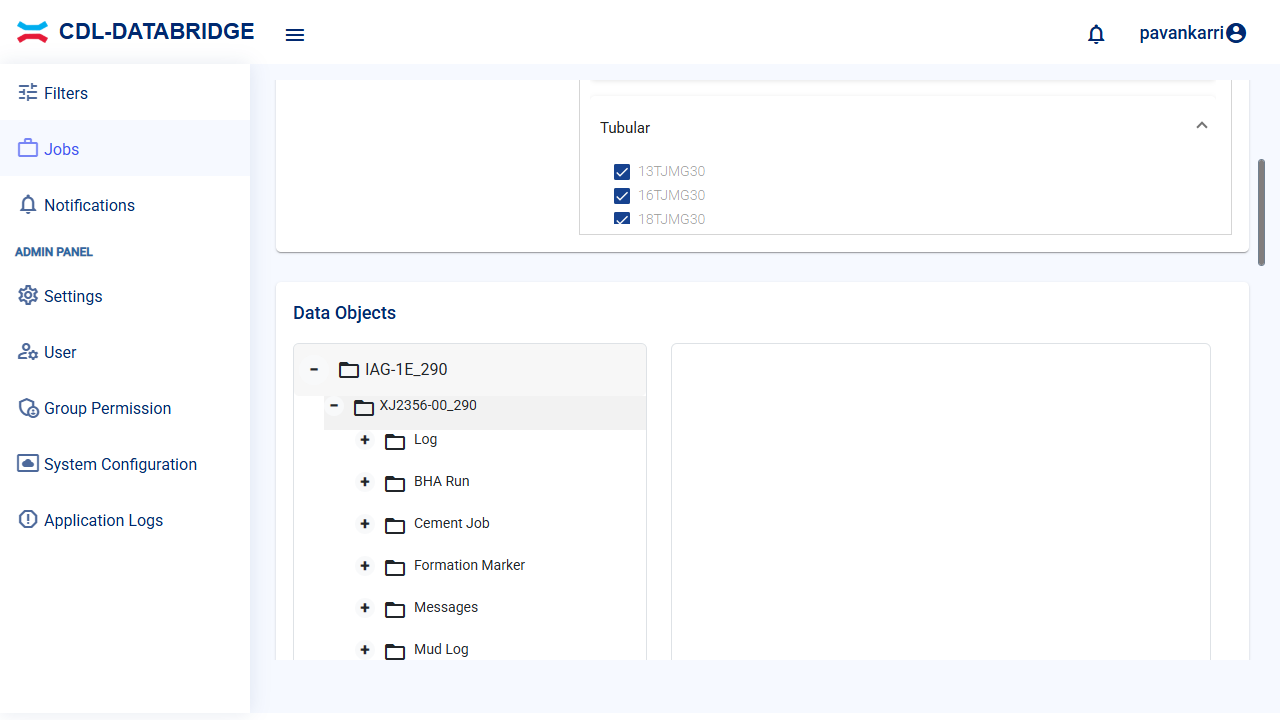 CDL-DATABRIDGE
pavankarri
Filters
Jobs
Notifications
ADMIN PANEL
Settings
User
Group Permission
System Configuration
Application Logs
Tubular
13TJMG30
16TJMG30
18TJMG30
Data Objects
IAG-1E_290
XJ2356-00_290
Log
BHA Run
Cement Job
Formation Marker
Messages
Mud Log